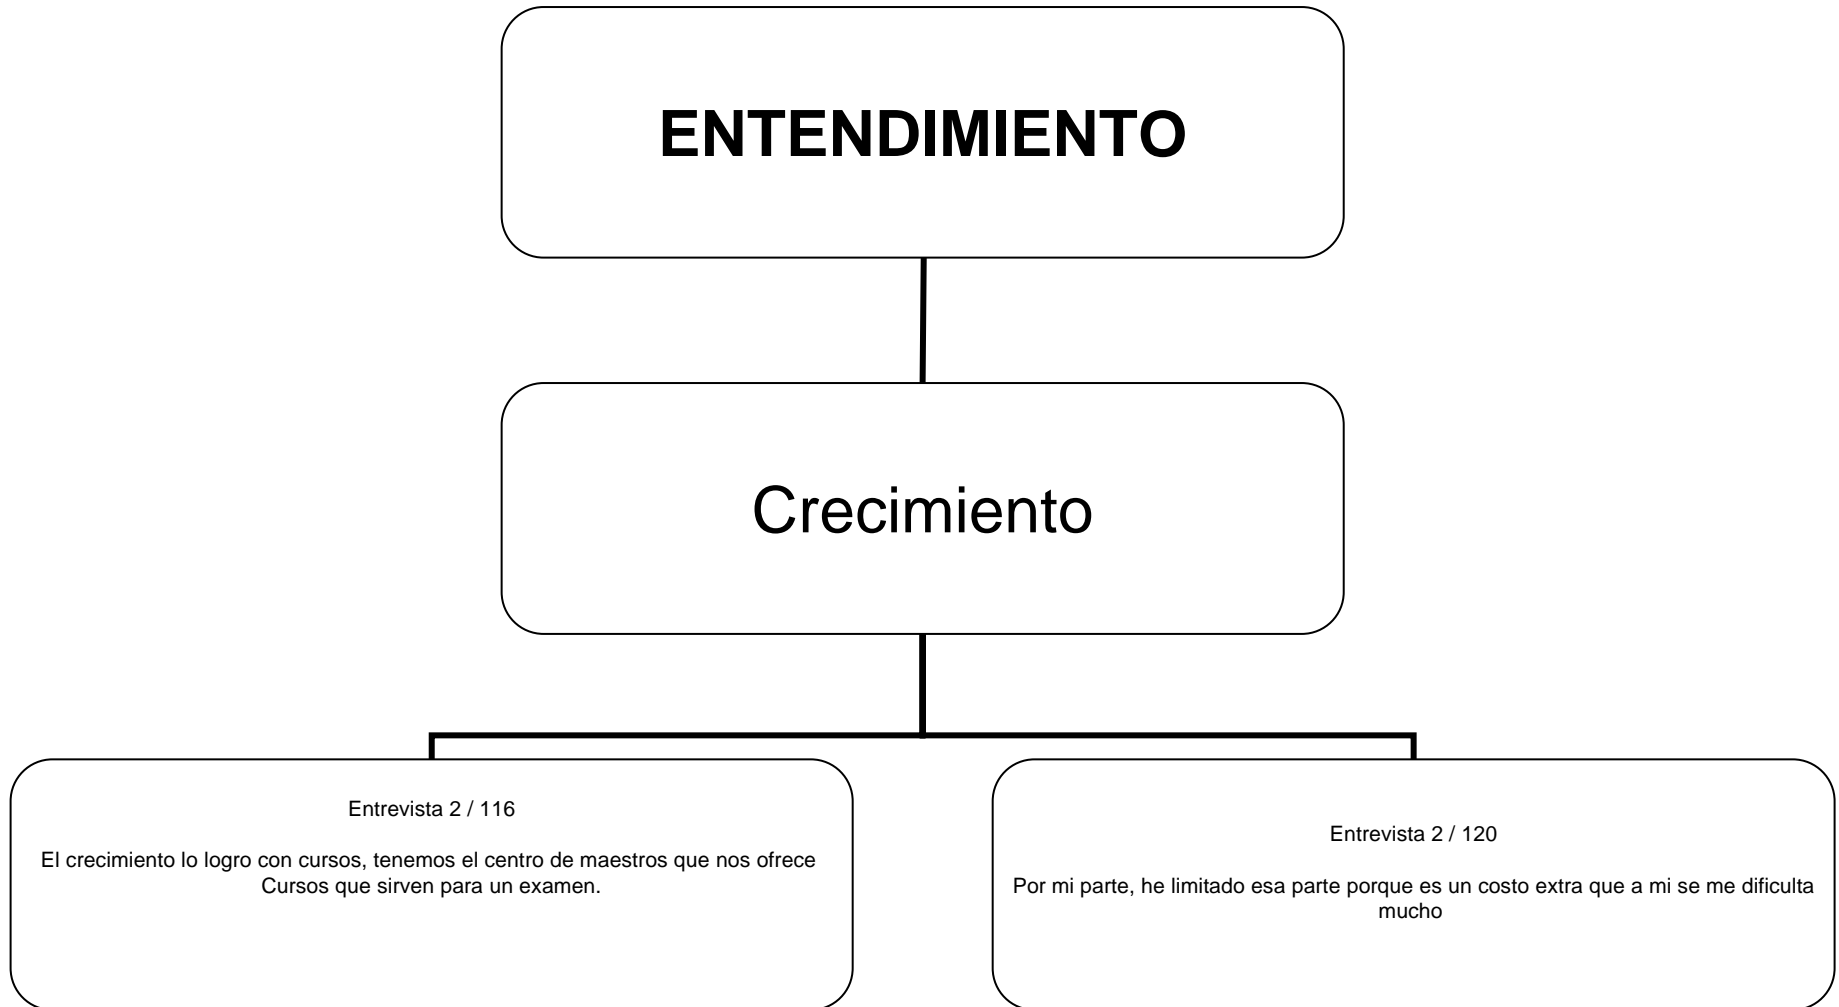 ENTENDIMIENTO
Crecimiento
Entrevista 2 / 116
El crecimiento lo logro con cursos, tenemos el centro de maestros que nos ofrece
Cursos que sirven para un examen.
Entrevista 2 / 120
Por mi parte, he limitado esa parte porque es un costo extra que a mi se me dificulta
mucho